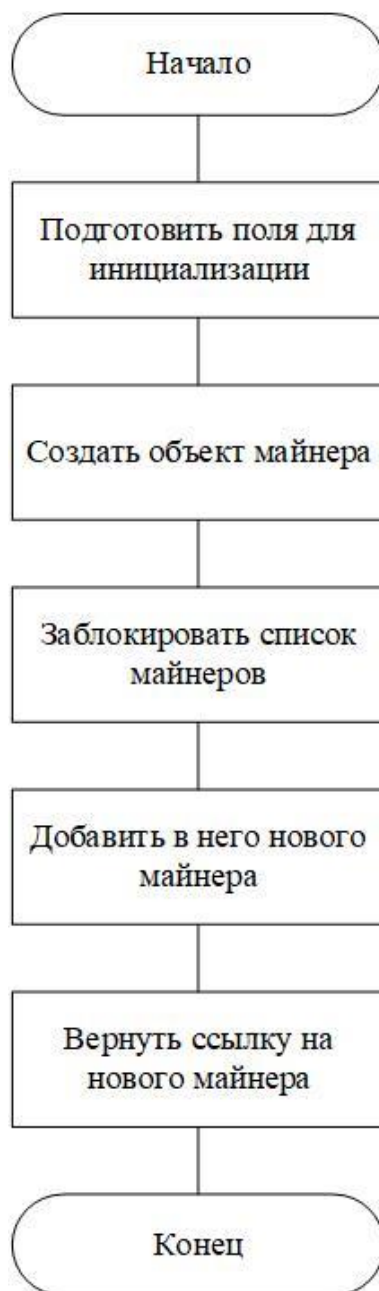 Начало
Подготовить поля для
инициализации
Создать объект майнера
Заблокировать список
майнеров
Добавить в него нового
майнера
Вернуть ссылку на
нового майнера
Конец